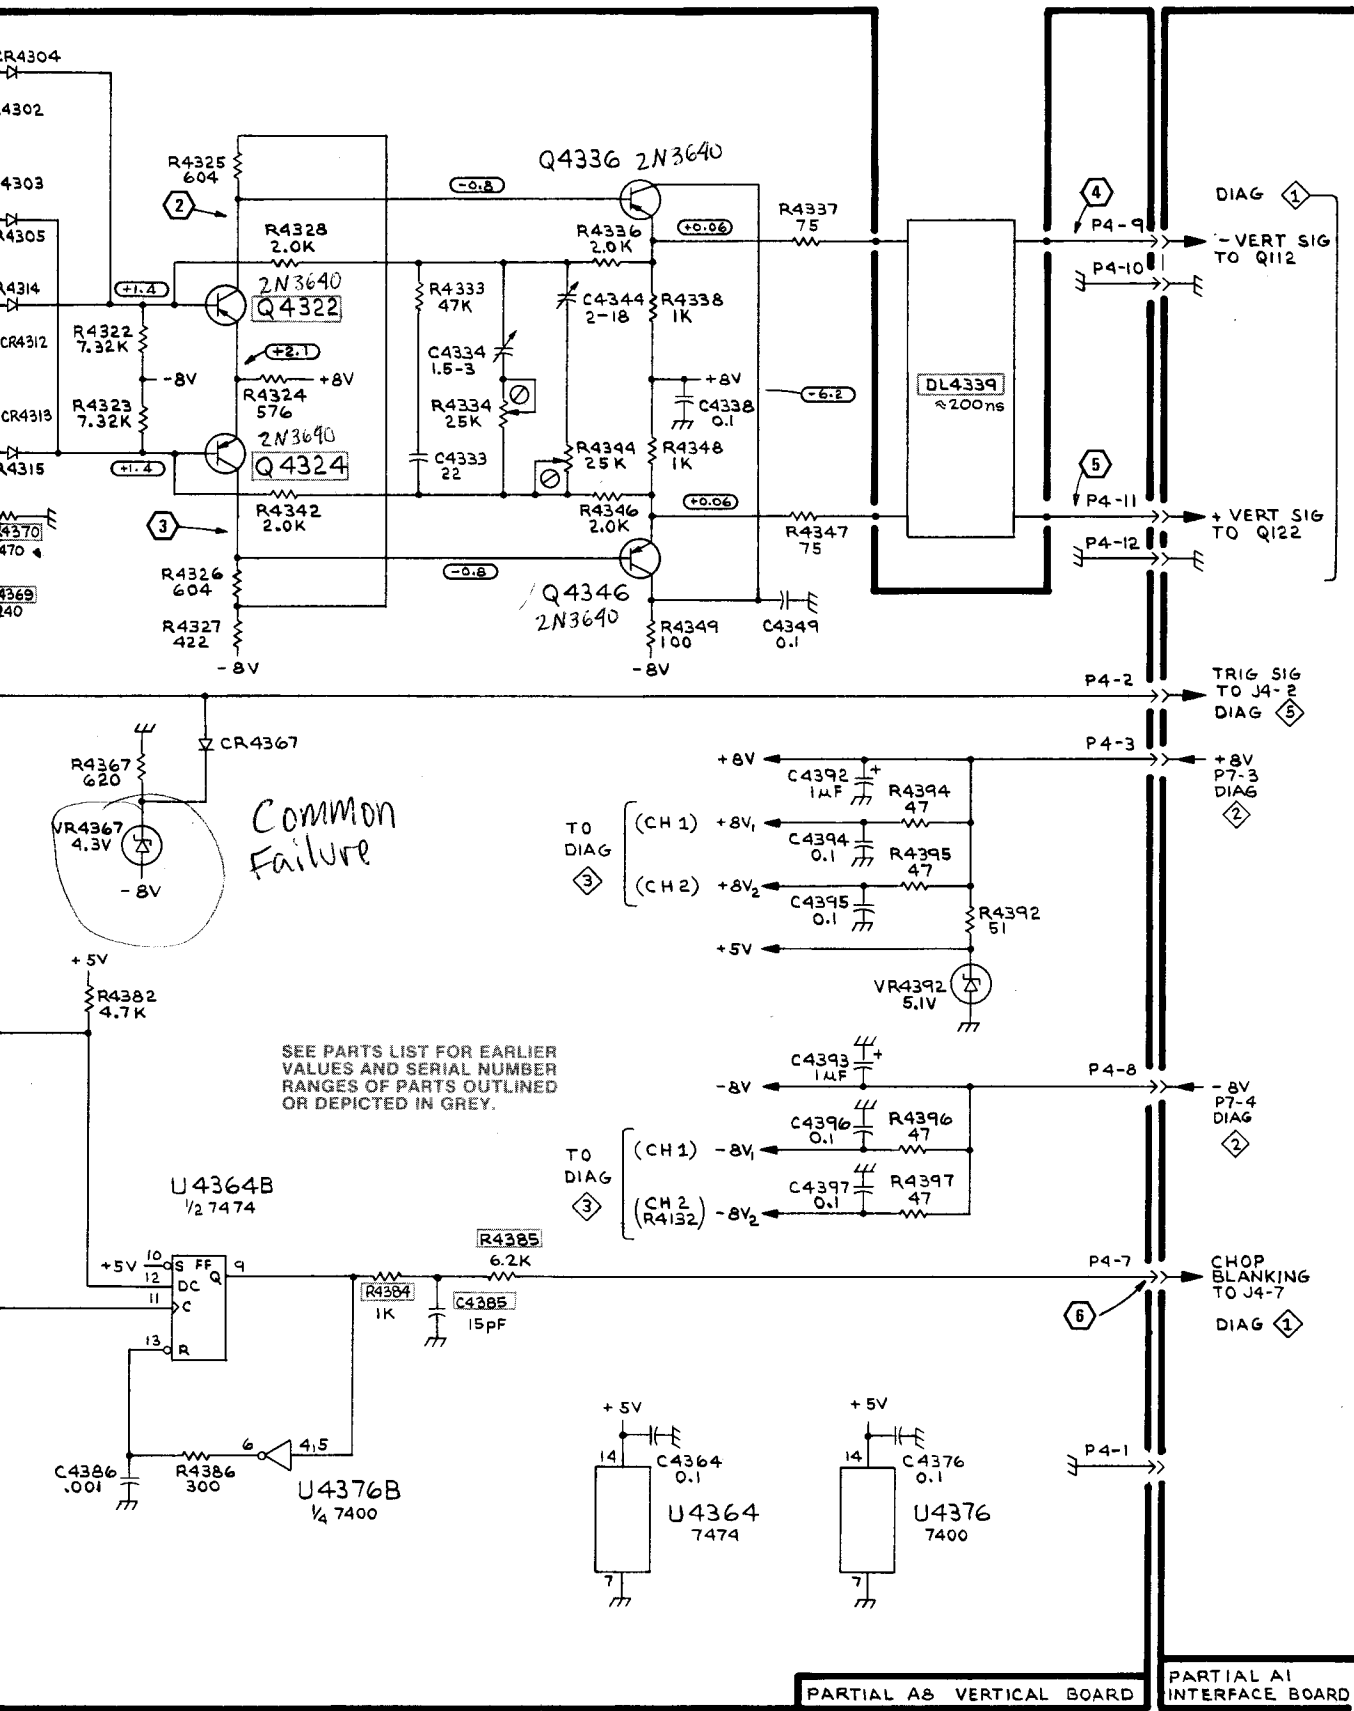 CR4304
4302
4303
R4305
R4314
CR4312
CR4313
R4315
4370
470
4369
240
R4325
604
2
R4328
2.0K
+1.4
2N3640
Q4322
R4322
7.32K
+2.1
-8V
R4324
576
+8V
R4323
7.32K
2N3640
Q4324
+1.4
R4342
2.0K
3
R4326
604
R4327
422
-8V
Q4336 2N3640
-0.8
R4336
2.0K
+0.06
R4337
75
R4333
47K
C4344
2-18
R4338
1K
C4334
1.5-3
R4334
25K
+8V
C4338
0.1
-6.2
C4333
22
R4344
25K
R4348
1K
R4346
2.0K
+0.06
R4347
75
-0.8
Q4346
2N3640
R4349
100
-8V
C4349
0.1
DL4339
≈200ns
4
P4-9
P4-10
5
P4-11
P4-12
DIAG 1
- VERT SIG
TO Q112
+ VERT SIG
TO Q122
P4-2
TRIG SIG
TO J4-2
DIAG 5
CR4367
R4367
620
VR4367
4.3V
-8V
Common
Failure
P4-3
+8V
P7-3
DIAG
2
+8V
C4392
1µF
+
R4394
47
TO
DIAG
3
(CH 1) +8V1
C4394
0.1
R4395
47
(CH 2) +8V2
C4395
0.1
R4392
51
+5V
VR4392
5.1V
+5V
R4382
4.7K
SEE PARTS LIST FOR EARLIER
VALUES AND SERIAL NUMBER
RANGES OF PARTS OUTLINED
OR DEPICTED IN GREY.
C4393
1µF
+
-8V
P4-8
-8V
P7-4
DIAG
2
C4396
0.1
R4396
47
TO
DIAG
3
(CH 1) -8V1
C4397
0.1
R4397
47
(CH 2
R4132) -8V2
U4364B
1/2 7474
+5V
10
S FF
Q
9
12
DC
11
C
13
R
R4384
1K
C4385
15pF
R4385
6.2K
P4-7
6
CHOP
BLANKING
TO J4-7
DIAG 1
C4386
.001
R4386
300
6
4,5
U4376B
1/4 7400
+5V
14
C4364
0.1
U4364
7474
7
+5V
14
C4376
0.1
U4376
7400
7
P4-1
PARTIAL A8 VERTICAL BOARD
PARTIAL A1
INTERFACE BOARD